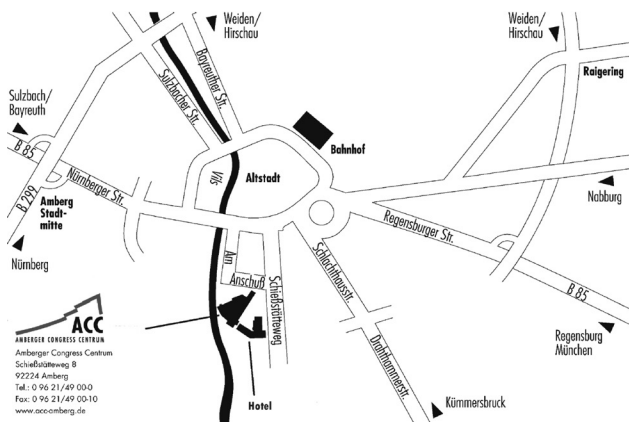 Weiden/
Hirschau
Weiden/
Hirschau
Raigering
Sulzbach/
Bayreuth
B 85
Bayreuther Str.
Sulzbacher Str.
Bahnhof
Altstadt
Vils
Nürnberger Str.
B 299
Amberg
Stadt-
mitte
Nürnberg
Nabburg
Regensburger Str.
Am
Anschuß
Schießstätteweg
Schlachthausstr.
Drahthammerstr.
B 85
Regensburg
München
Kümmersbruck
Hotel
ACC
AMBERGER CONGRESS CENTRUM
Amberger Congress Centrum
Schießstätteweg 8
92224 Amberg
Tel.: 0 96 21/49 00-0
Fax: 0 96 21/49 00-10
www.acc-amberg.de